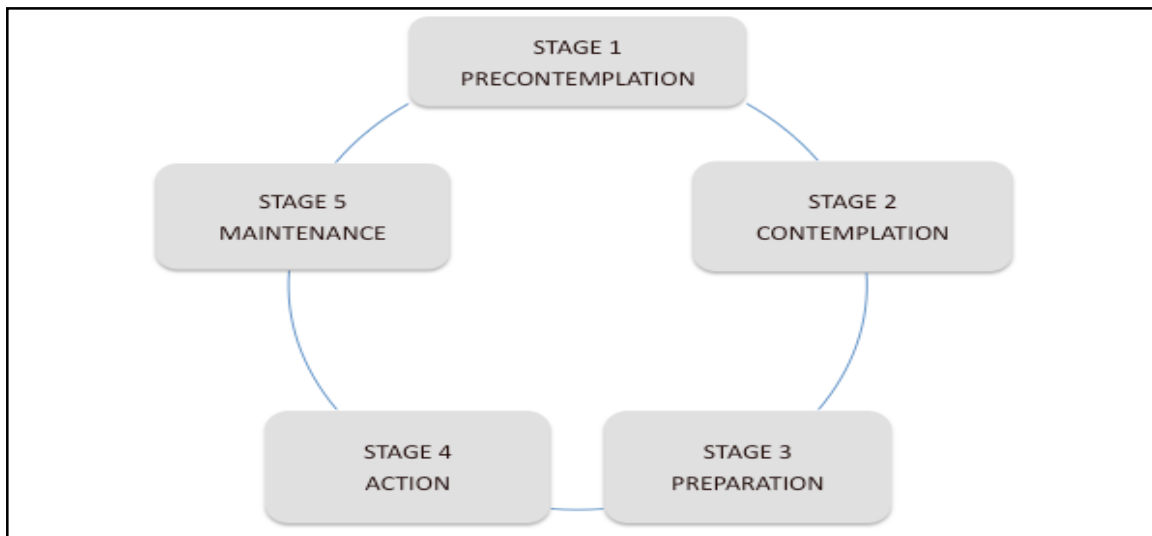 STAGE 1
PRECONTEMPLATION
STAGE 2
CONTEMPLATION
STAGE 3
PREPARATION
STAGE 4
ACTION
STAGE 5
MAINTENANCE